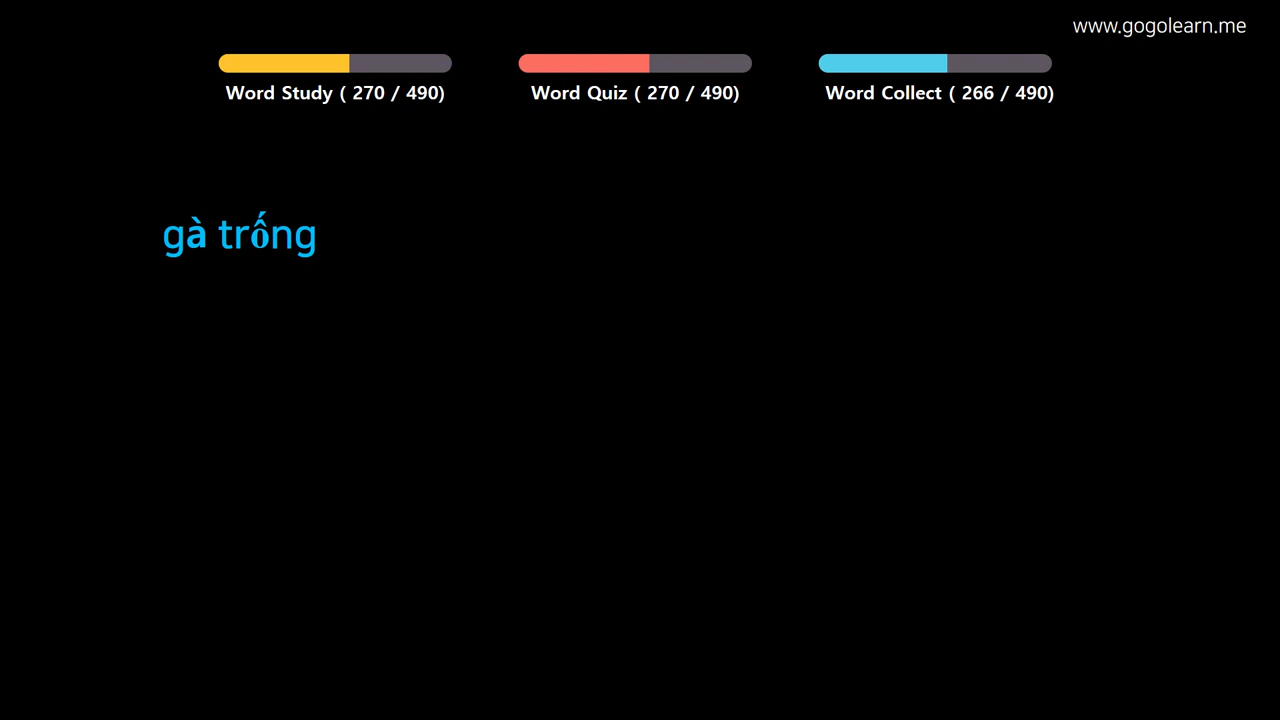 www.gogolearn.me
Word Study ( 270 / 490)
Word Quiz ( 270 / 490)
Word Collect ( 266 / 490)
gà trống